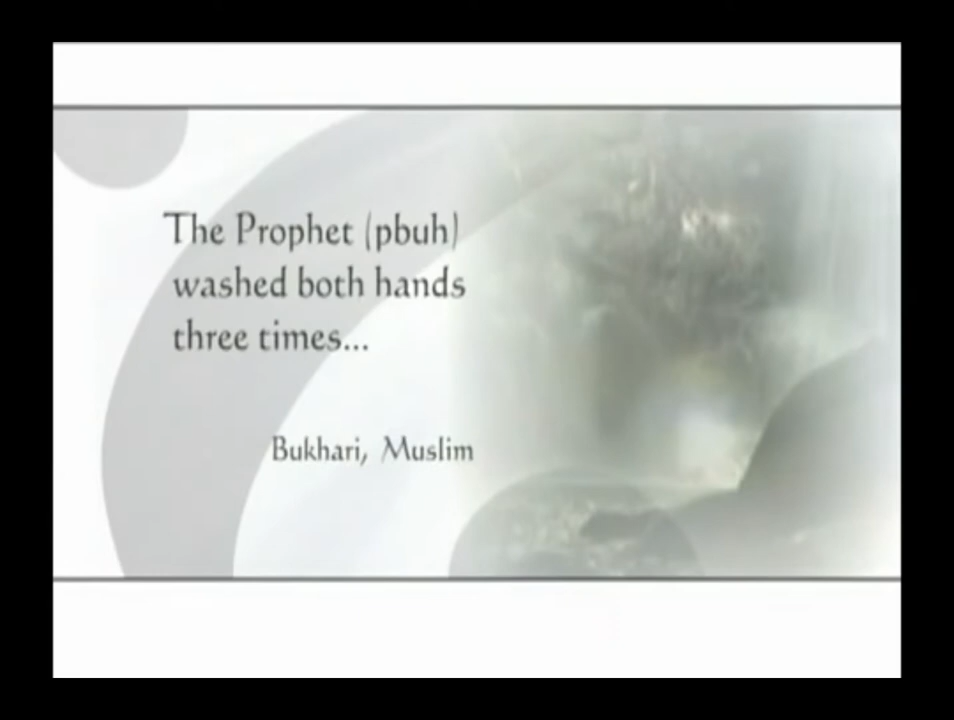 The Prophet (pbuh)
washed both hands
three times...
Bukhari, Muslim